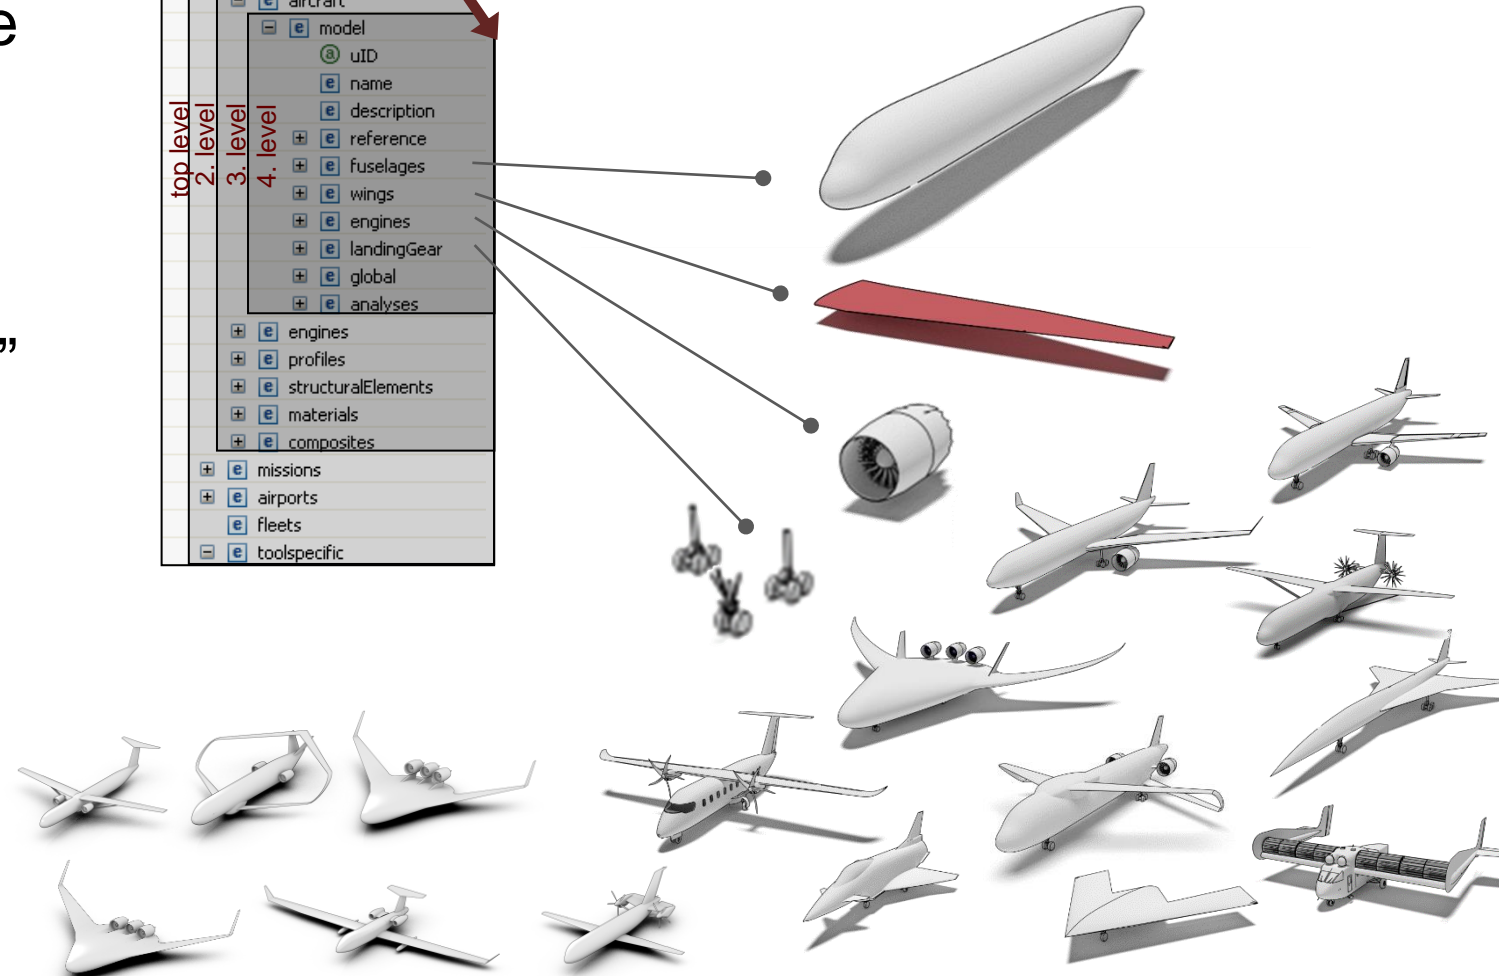 e
”
aircraft
model
a uID
e name
e description
e reference
e fuselages
e wings
e engines
e landingGear
e global
e analyses
e engines
e profiles
e structuralElements
e materials
e composites
e missions
e airports
e fleets
e toolspecific
top level
2. level
3. level
4. level